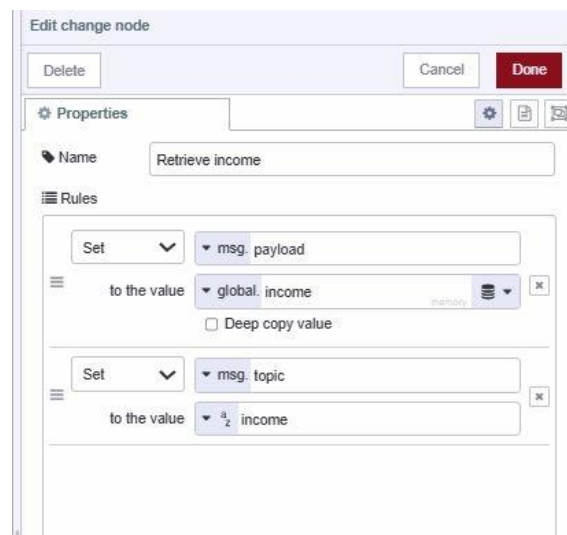 Edit change node
Delete
Cancel
Done
Properties
Name
Retrieve income
Rules
Set
msg. payload
to the value
global. income
memory
Deep copy value
Set
msg. topic
to the value
a
z
income